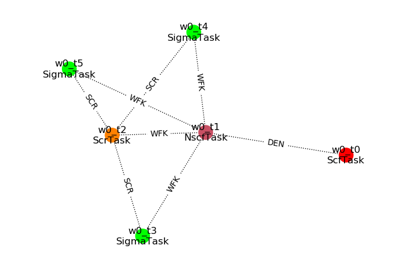 w0_t4
SigmaTask
w0_t5
SigmaTask
SCR
WFK
SCR
WFK
w0_t2
ScrTask
WFK
w0_t1
NscrTask
DEN
w0_t0
ScrTask
SCR
WFK
w0_t3
SigmaTask